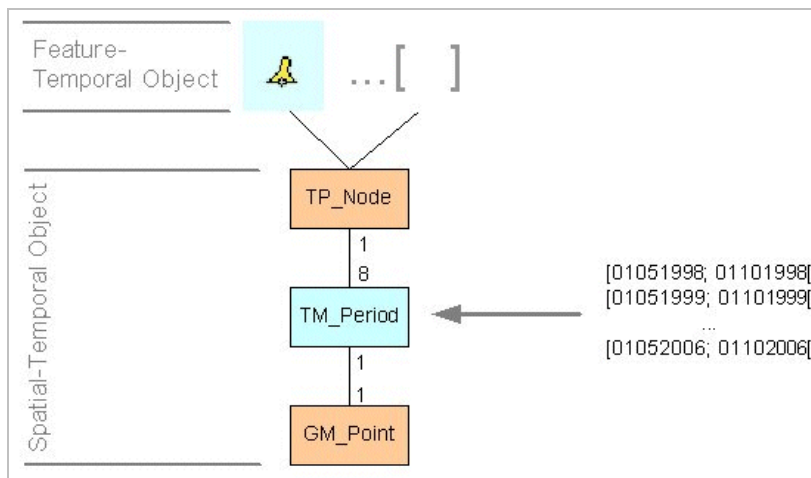 Feature-
Temporal Object
...[ ]
Spatial-Temporal Object
TP_Node
1
8
TM_Period
1
1
GM_Point
[01051998; 01101998[
[01051999; 01101999[
...
[01052006; 01102006[